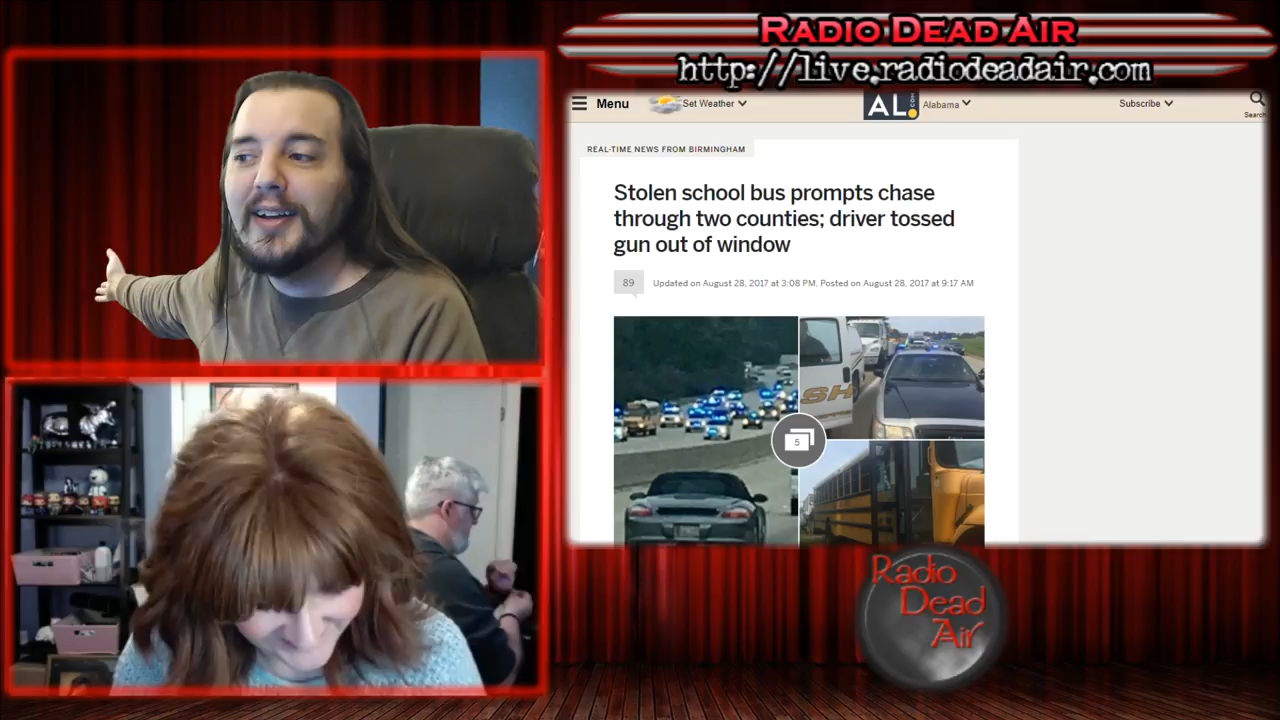 RADIO DEAD AIR
http://live.radiodeadair.com
Menu
Set Weather
AL.COM
Alabama
Subscribe
Search
REAL-TIME NEWS FROM BIRMINGHAM
Stolen school bus prompts chase
through two counties; driver tossed
gun out of window
89
Updated on August 28, 2017 at 3:08 PM, Posted on August 28, 2017 at 9:17 AM
SH
5
Radio
Dead
Air